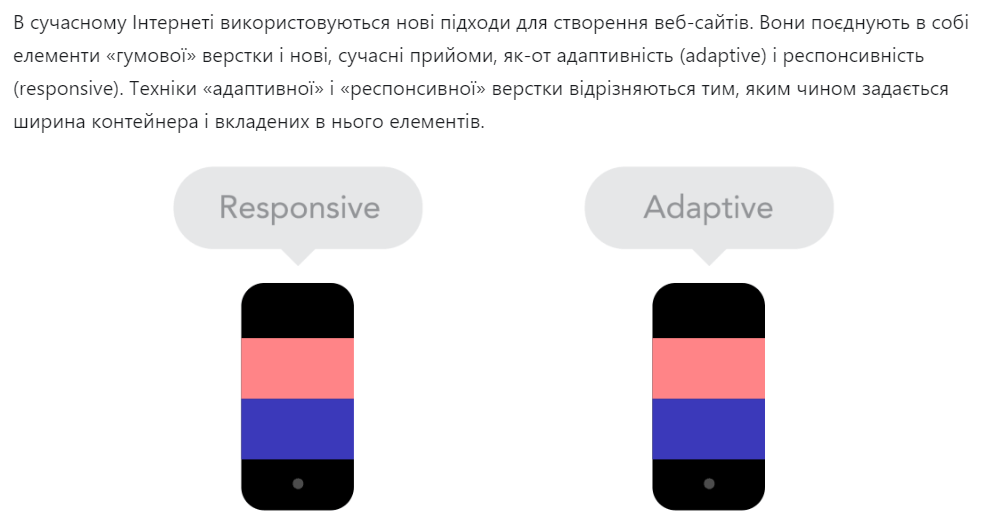 В сучасному Інтернеті використовуються нові підходи для створення веб-сайтів. Вони поєднують в собі
елементи «гумової» верстки і нові, сучасні прийоми, як-от адаптивність (adaptive) і респонсивність
(responsive). Техніки «адаптивної» і «респонсивної» верстки відрізняються тим, яким чином задається
ширина контейнера і вкладених в нього елементів.
Responsive
Adaptive